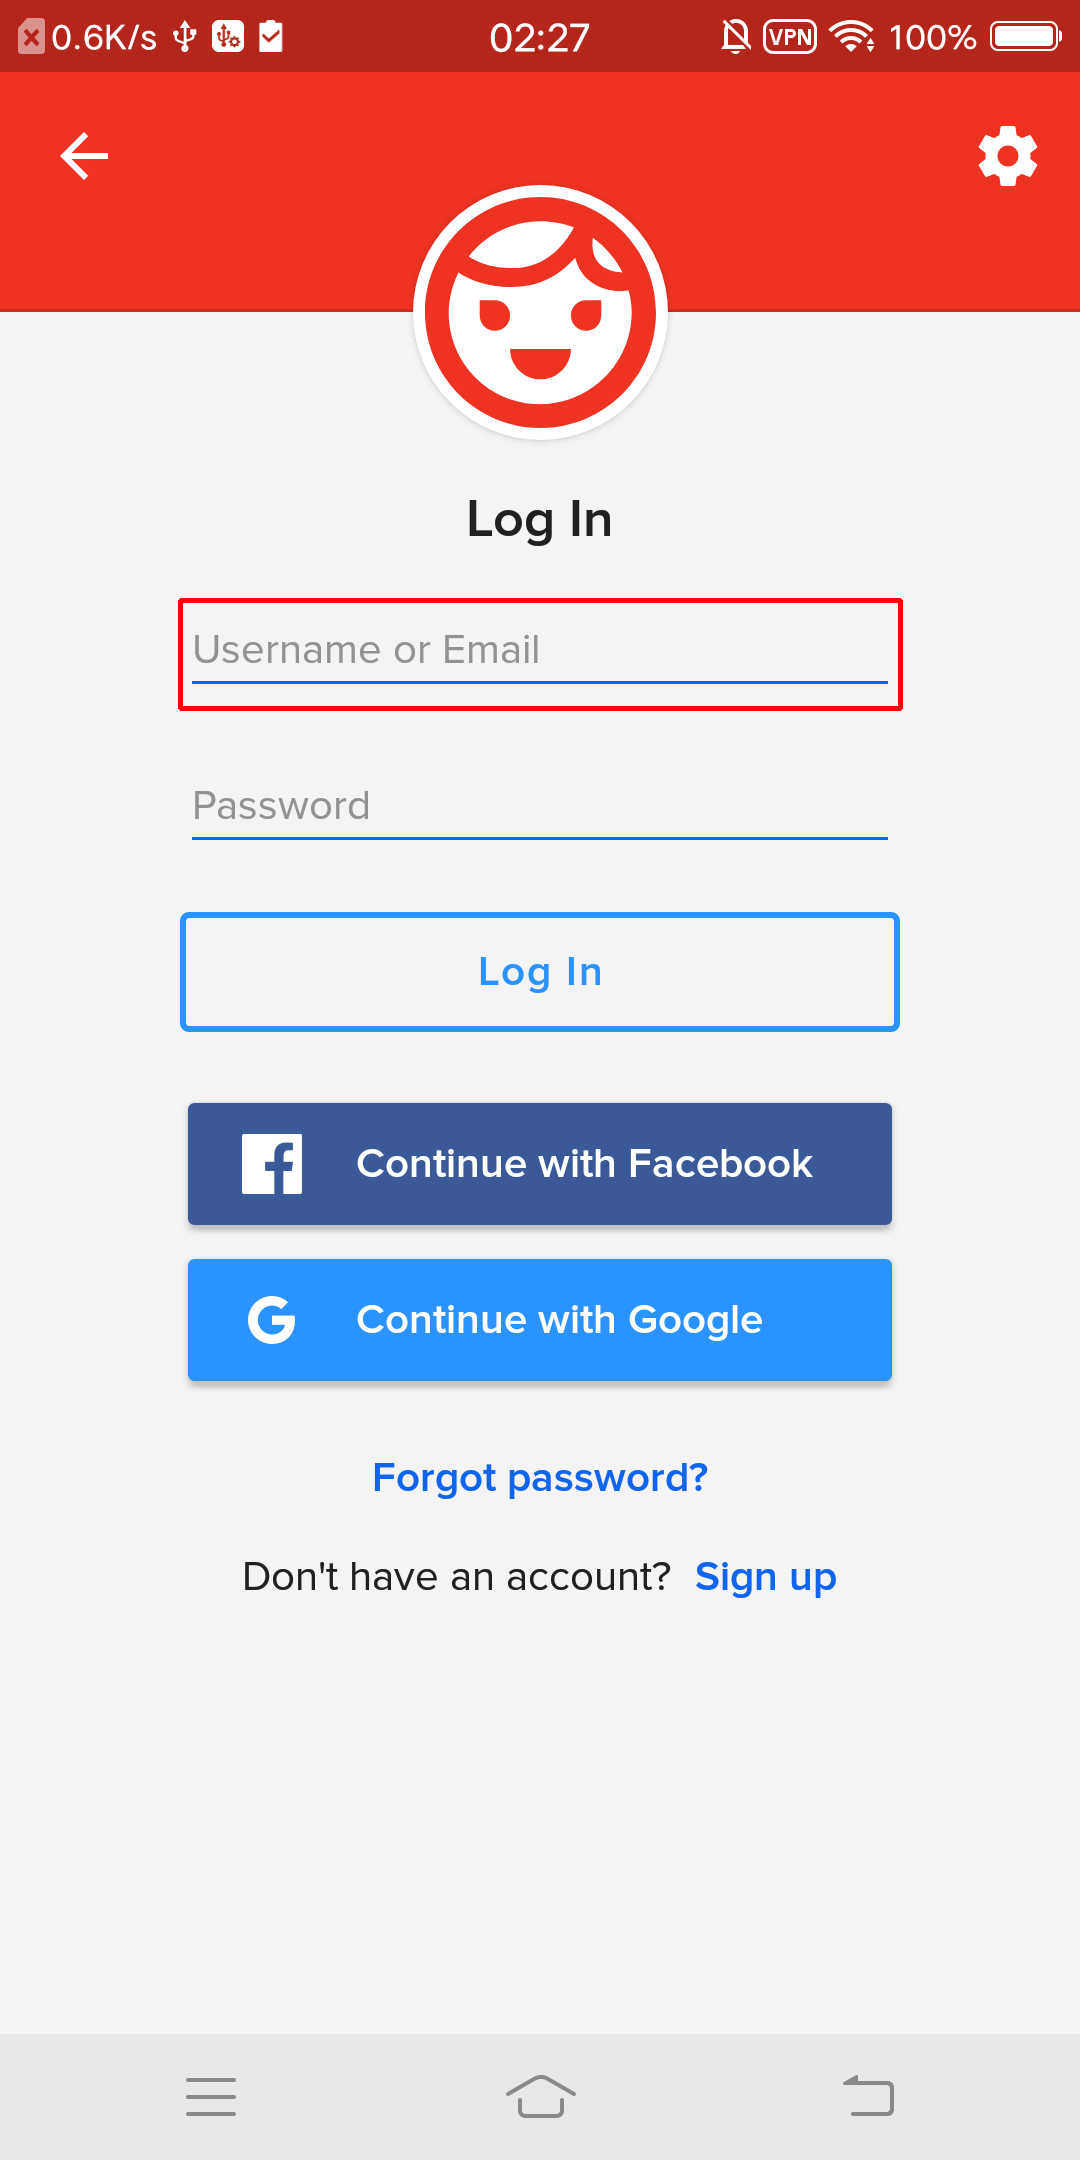 0.6K/s 02:27 VPN 100%
Log In
Username or Email
Password
Log In
Continue with Facebook
Continue with Google
Forgot password?
Don't have an account? Sign up